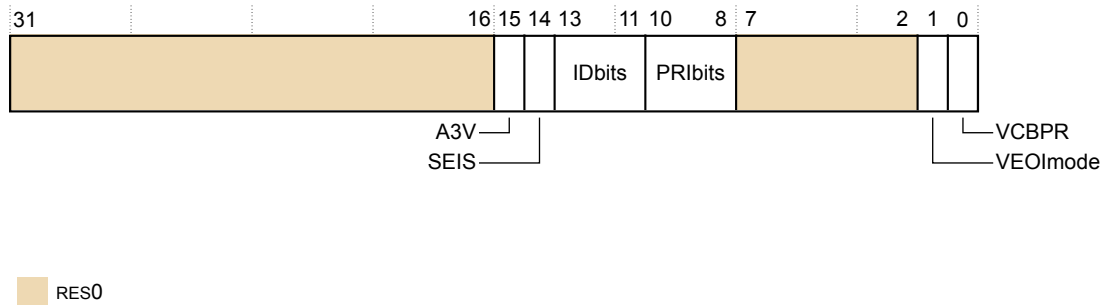 31 16 15 14 13 11 10 8 7 2 1 0
IDbits PRIbits
A3V VCBPR
SEIS VEOImode
RES0